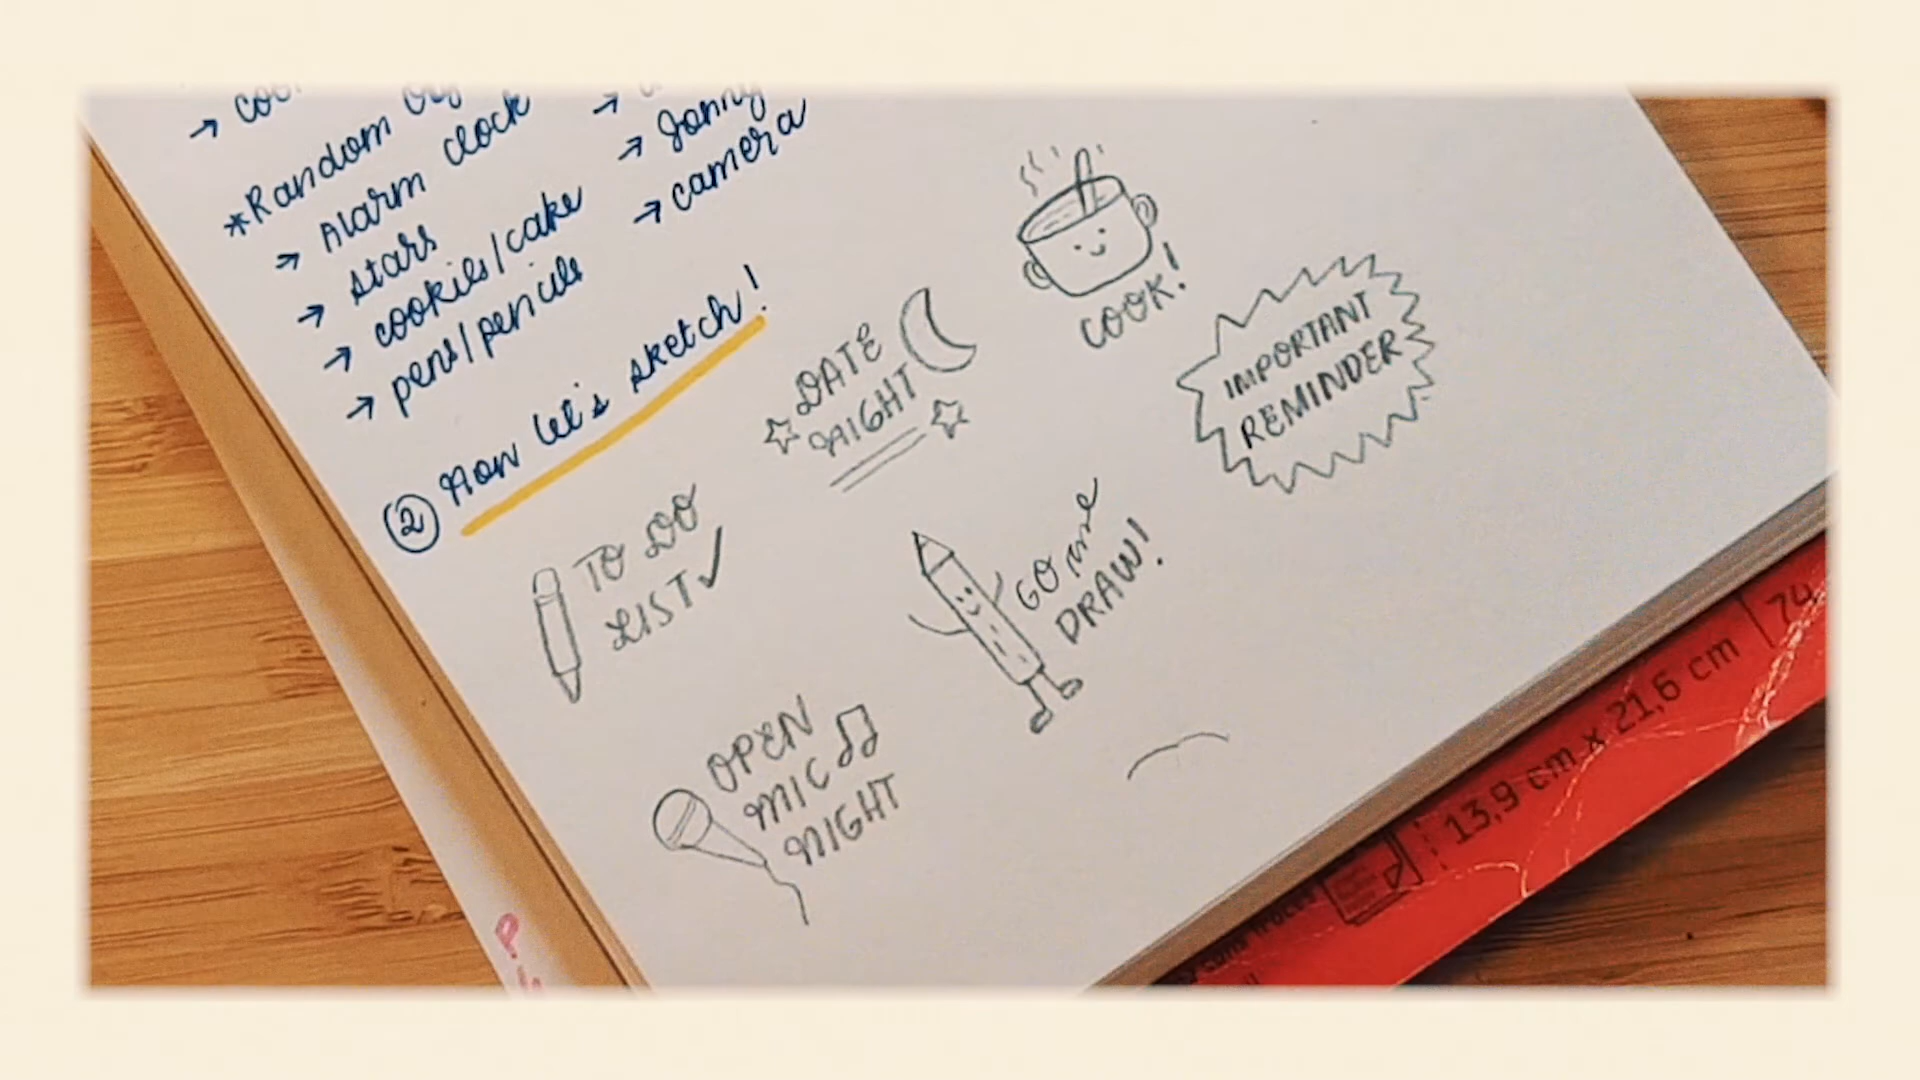 *Random
→ Alarm clock
→ stars
→ cookies/cake
→ pens/pencils
→ Jonny
→ camera
② Now let's sketch!
DATE
NIGHT
COOK!
IMPORTANT
REMINDER
TO DO
LIST✓
GO
DRAW!
OPEN
MIC
NIGHT
13,9 cm x 21,6 cm